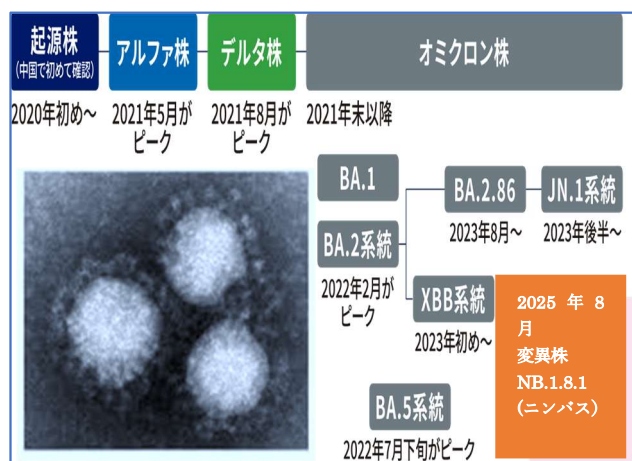 起源株
(中国で初めて確認)
アルファ株
デルタ株
オミクロン株
2020年初め〜
2021年5月が
ピーク
2021年8月が
ピーク
2021年末以降
BA.1
BA.2系統
2022年2月が
ピーク
BA.2.86
2023年8月〜
JN.1系統
2023年後半〜
XBB系統
2023年初め〜
BA.5系統
2022年7月下旬がピーク
2025 年 8
月
変異株
NB.1.8.1
(ニンバス)